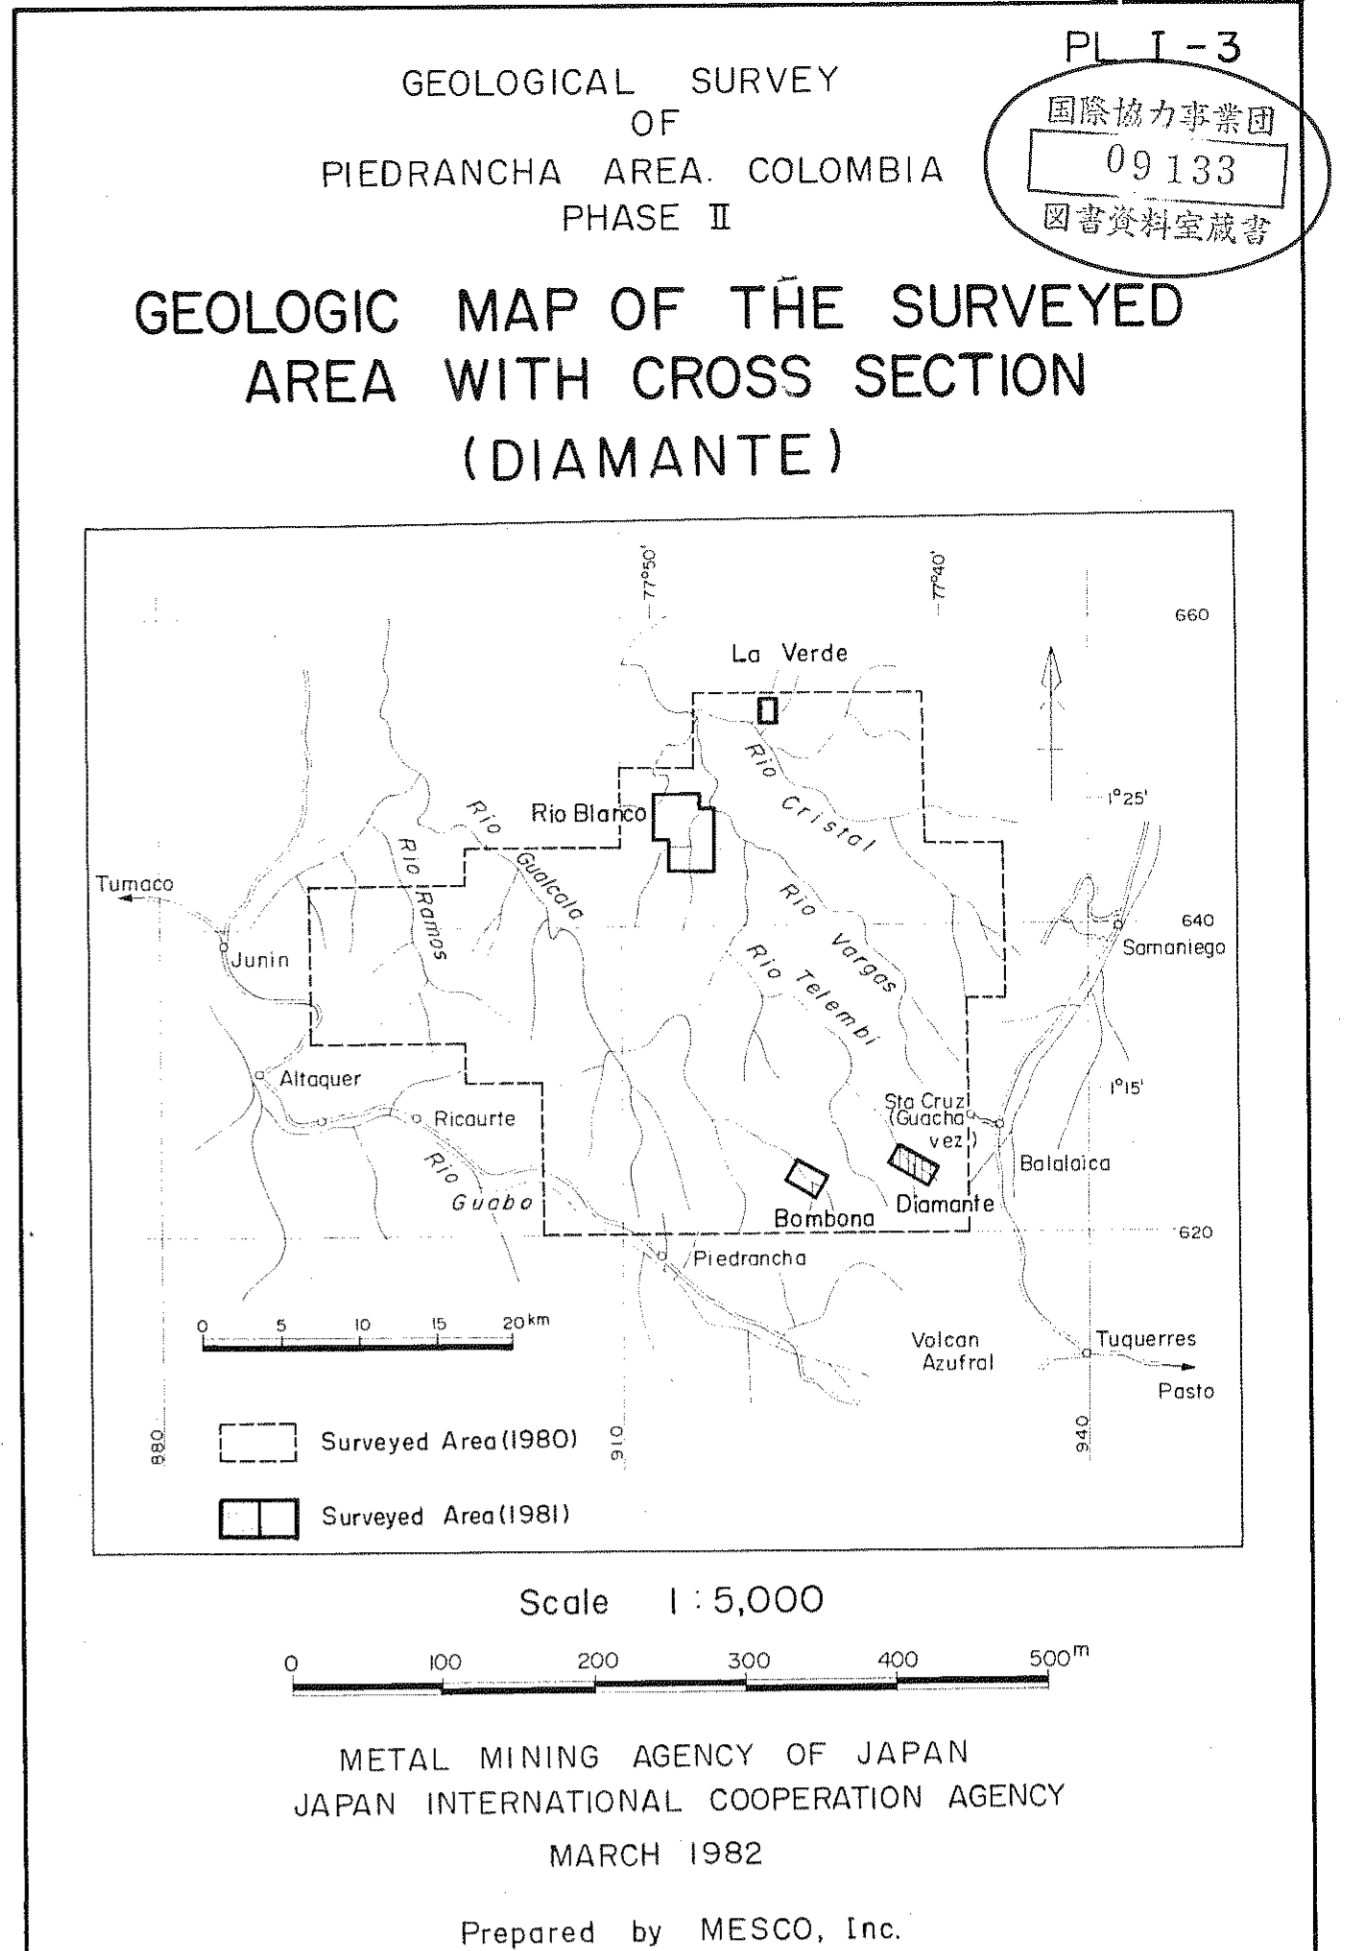 PL I-3
国際協力事業団
09133
図書資料室蔵書
GEOLOGICAL SURVEY
OF
PIEDRANCHA AREA. COLOMBIA
PHASE II
GEOLOGIC MAP OF THE SURVEYED
AREA WITH CROSS SECTION
(DIAMANTE)
77°50'
77°40'
660
La Verde
Rio Cristal
1°25'
Rio Blanco
Rio Gualcala
Rio Ramos
Tumaco
Rio Vargas
640
Samaniego
Junin
Rio Telembi
Altaquer
1°15'
Ricaurte
Sta Cruz
(Guacha
vez)
Balalaica
Rio Guabo
Diamante
Bombona
620
Piedrancha
0 5 10 15 20km
Volcan
Azufral
Tuquerres
Pasto
880
910
940
Surveyed Area(1980)
Surveyed Area(1981)
Scale 1:5,000
0 100 200 300 400 500m
METAL MINING AGENCY OF JAPAN
JAPAN INTERNATIONAL COOPERATION AGENCY
MARCH 1982
Prepared by MESCO, Inc.